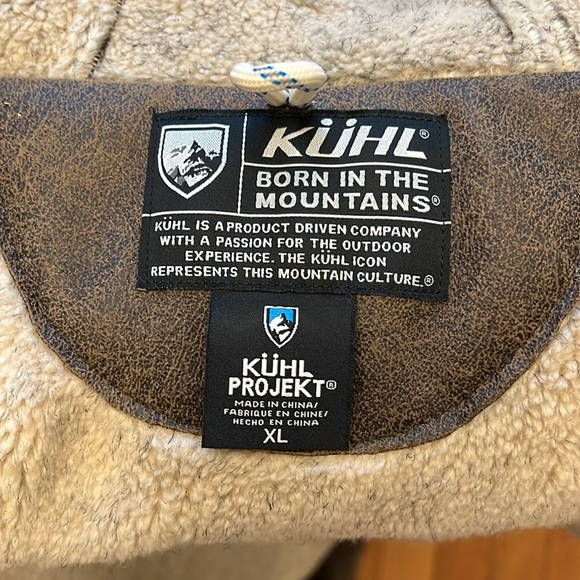 KÜHL®
BORN IN THE
MOUNTAINS®
KÜHL IS A PRODUCT DRIVEN COMPANY
WITH A PASSION FOR THE OUTDOOR
EXPERIENCE. THE KÜHL ICON
REPRESENTS THIS MOUNTAIN CULTURE.®
KÜHL
PROJEKT®
MADE IN CHINA/
FABRIQUE EN CHINE/
HECHO EN CHINA
XL